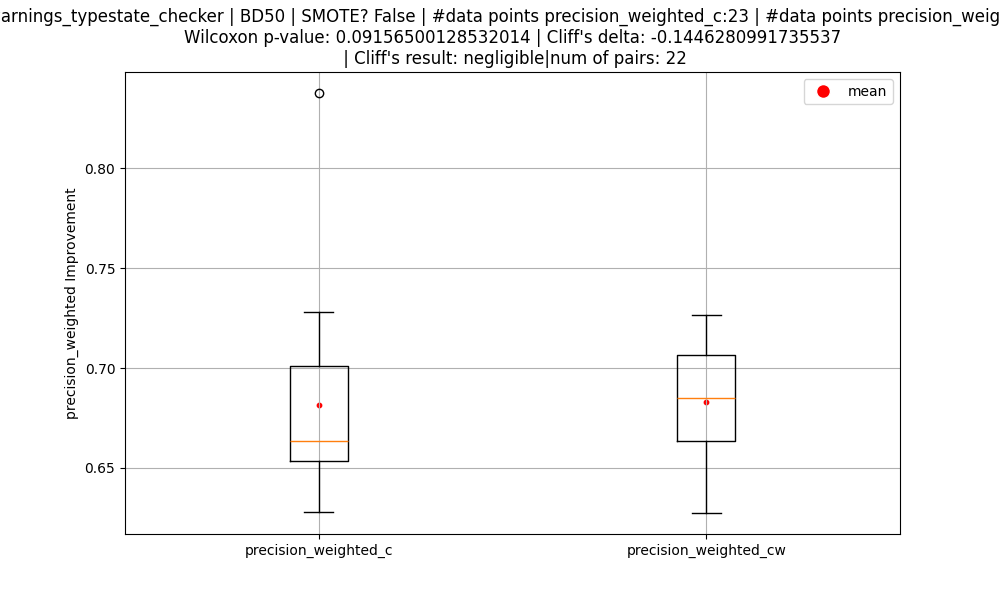 arnings_typestate_checker | BD50 | SMOTE? False | #data points precision_weighted_c:23 | #data points precision_weig
Wilcoxon p-value: 0.09156500128532014 | Cliff's delta: -0.1446280991735537
| Cliff's result: negligible|num of pairs: 22
mean
0.80
0.75
0.70
0.65
precision_weighted Improvement
precision_weighted_c
precision_weighted_cw